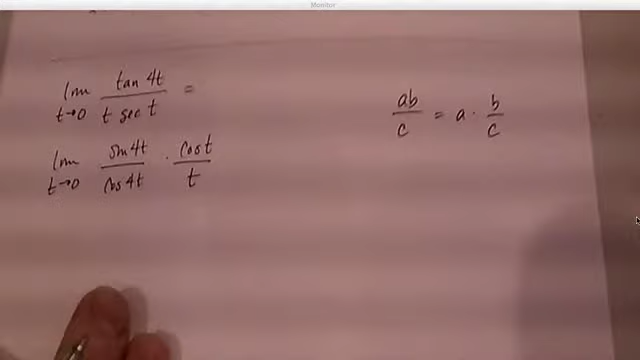 Monitor
lim t→0 tan 4t / t sec t =
lim t→0 sin 4t / cos 4t · cos t / t
ab / c = a · b / c